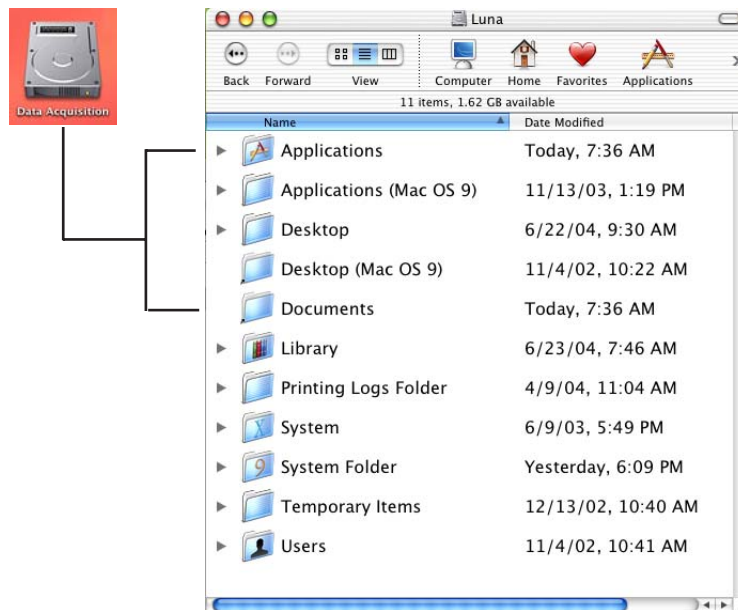 Data Acquisition
Luna
Back Forward View Computer Home Favorites Applications
11 items, 1.62 GB available
Name Date Modified
Applications Today, 7:36 AM
Applications (Mac OS 9) 11/13/03, 1:19 PM
Desktop 6/22/04, 9:30 AM
Desktop (Mac OS 9) 11/4/02, 10:22 AM
Documents Today, 7:36 AM
Library 6/23/04, 7:46 AM
Printing Logs Folder 4/9/04, 11:04 AM
System 6/9/03, 5:49 PM
System Folder Yesterday, 6:09 PM
Temporary Items 12/13/02, 10:40 AM
Users 11/4/02, 10:41 AM